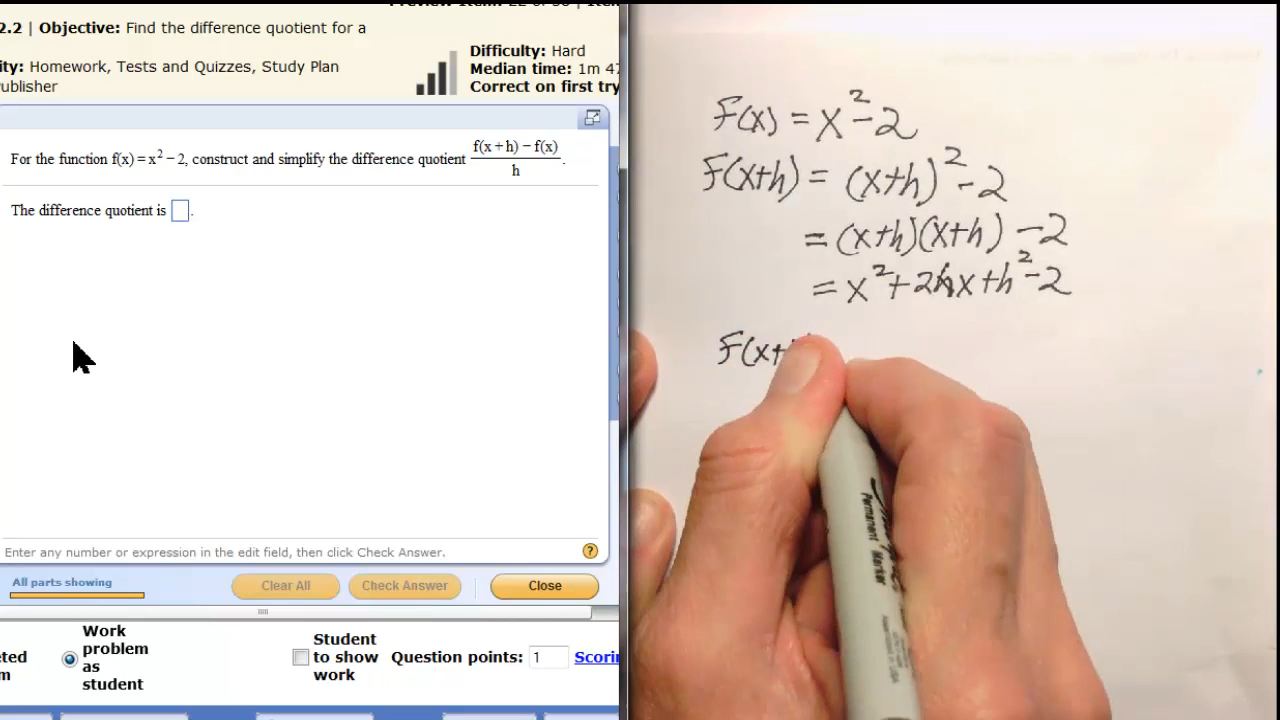 2.2 | Objective: Find the difference quotient for a
Difficulty: Hard
ity: Homework, Tests and Quizzes, Study Plan
Median time: 1m 47
ublisher
Correct on first try
For the function f(x) = x² − 2, construct and simplify the difference quotient f(x + h) − f(x) / h .
The difference quotient is .
Enter any number or expression in the edit field, then click Check Answer.
?
All parts showing
Clear All
Check Answer
Close
Work problem as student
Student to show work
Question points: 1
Scorin
eted
m
F(x) = x² − 2
F(x+h) = (x+h)² − 2
= (x+h)(x+h) − 2
= x² + 2hx + h² − 2
F(x+
Permanent Marker